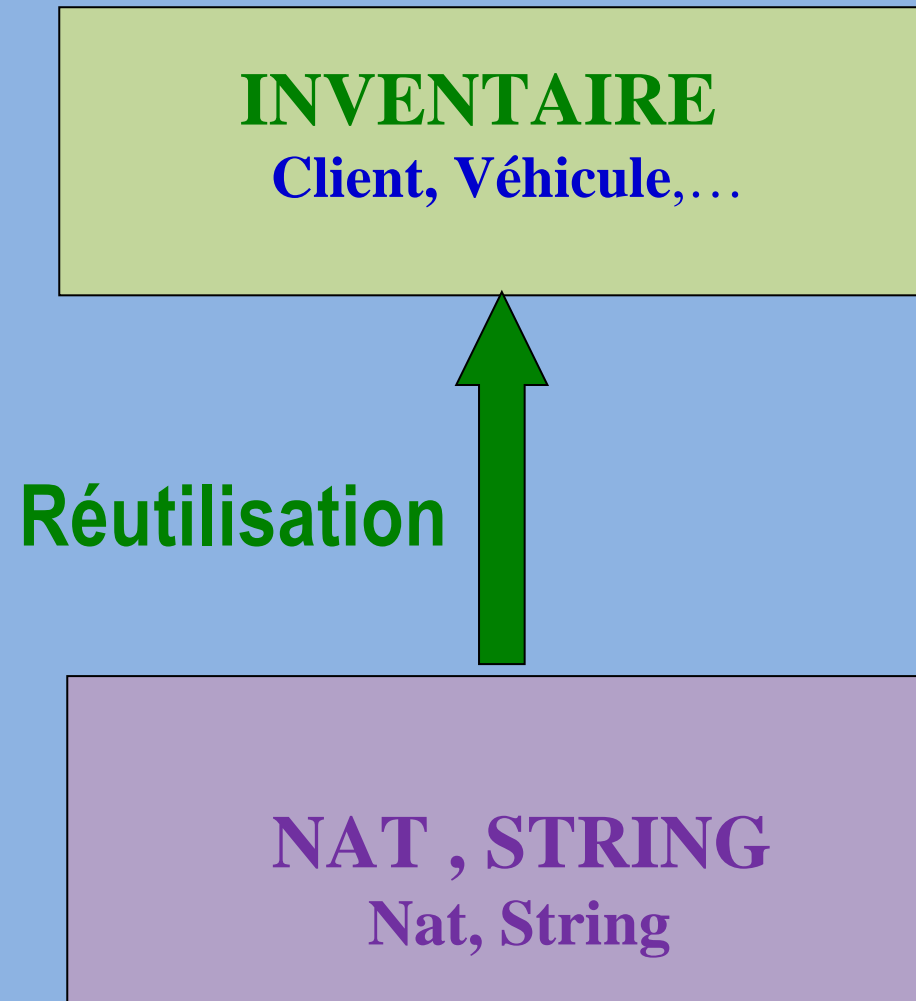 INVENTAIRE
Client, Véhicule,…
Réutilisation
NAT , STRING
Nat, String